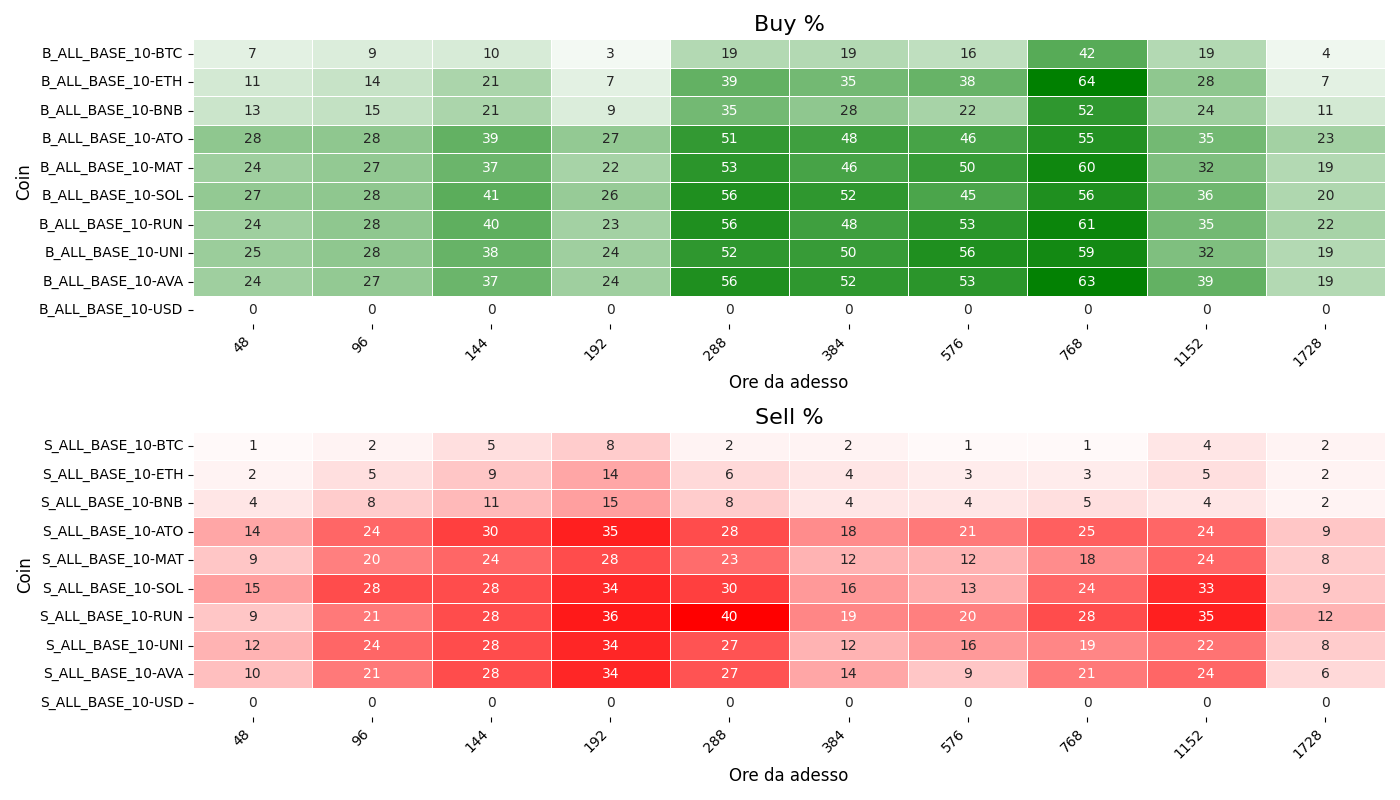 Buy %
Coin
B_ALL_BASE_10-BTC 7 9 10 3 19 19 16 42 19 4
B_ALL_BASE_10-ETH 11 14 21 7 39 35 38 64 28 7
B_ALL_BASE_10-BNB 13 15 21 9 35 28 22 52 24 11
B_ALL_BASE_10-ATO 28 28 39 27 51 48 46 55 35 23
B_ALL_BASE_10-MAT 24 27 37 22 53 46 50 60 32 19
B_ALL_BASE_10-SOL 27 28 41 26 56 52 45 56 36 20
B_ALL_BASE_10-RUN 24 28 40 23 56 48 53 61 35 22
B_ALL_BASE_10-UNI 25 28 38 24 52 50 56 59 32 19
B_ALL_BASE_10-AVA 24 27 37 24 56 52 53 63 39 19
B_ALL_BASE_10-USD 0 0 0 0 0 0 0 0 0 0
48 96 144 192 288 384 576 768 1152 1728
Ore da adesso
Sell %
Coin
S_ALL_BASE_10-BTC 1 2 5 8 2 2 1 1 4 2
S_ALL_BASE_10-ETH 2 5 9 14 6 4 3 3 5 2
S_ALL_BASE_10-BNB 4 8 11 15 8 4 4 5 4 2
S_ALL_BASE_10-ATO 14 24 30 35 28 18 21 25 24 9
S_ALL_BASE_10-MAT 9 20 24 28 23 12 12 18 24 8
S_ALL_BASE_10-SOL 15 28 28 34 30 16 13 24 33 9
S_ALL_BASE_10-RUN 9 21 28 36 40 19 20 28 35 12
S_ALL_BASE_10-UNI 12 24 28 34 27 12 16 19 22 8
S_ALL_BASE_10-AVA 10 21 28 34 27 14 9 21 24 6
S_ALL_BASE_10-USD 0 0 0 0 0 0 0 0 0 0
48 96 144 192 288 384 576 768 1152 1728
Ore da adesso